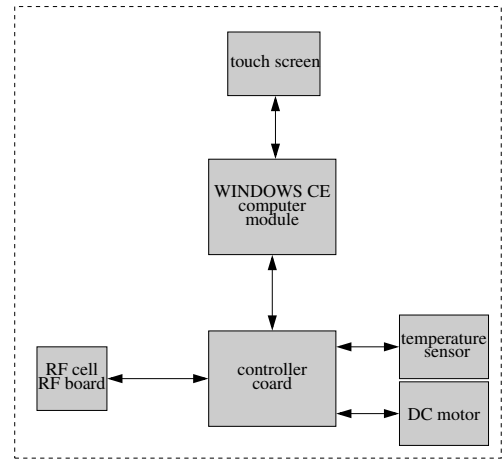 touch screen
WINDOWS CE
computer
module
temperature
sensor
RF cell
RF board
controller
coard
DC motor